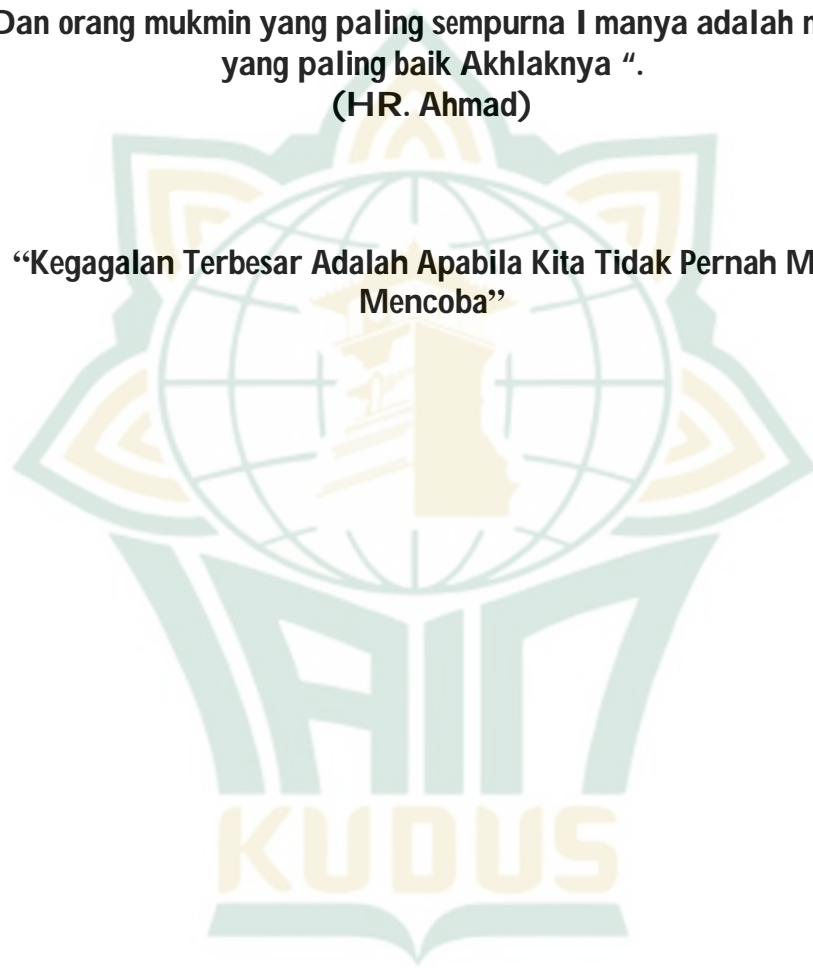 Dan orang mukmin yang paling sempurna I manya adalah
yang paling baik Akhlaknya “.
(HR. Ahmad)
“Kegagalan Terbesar Adalah Apabila Kita Tidak Pernah
Mencoba”
IAIN
KUDUS